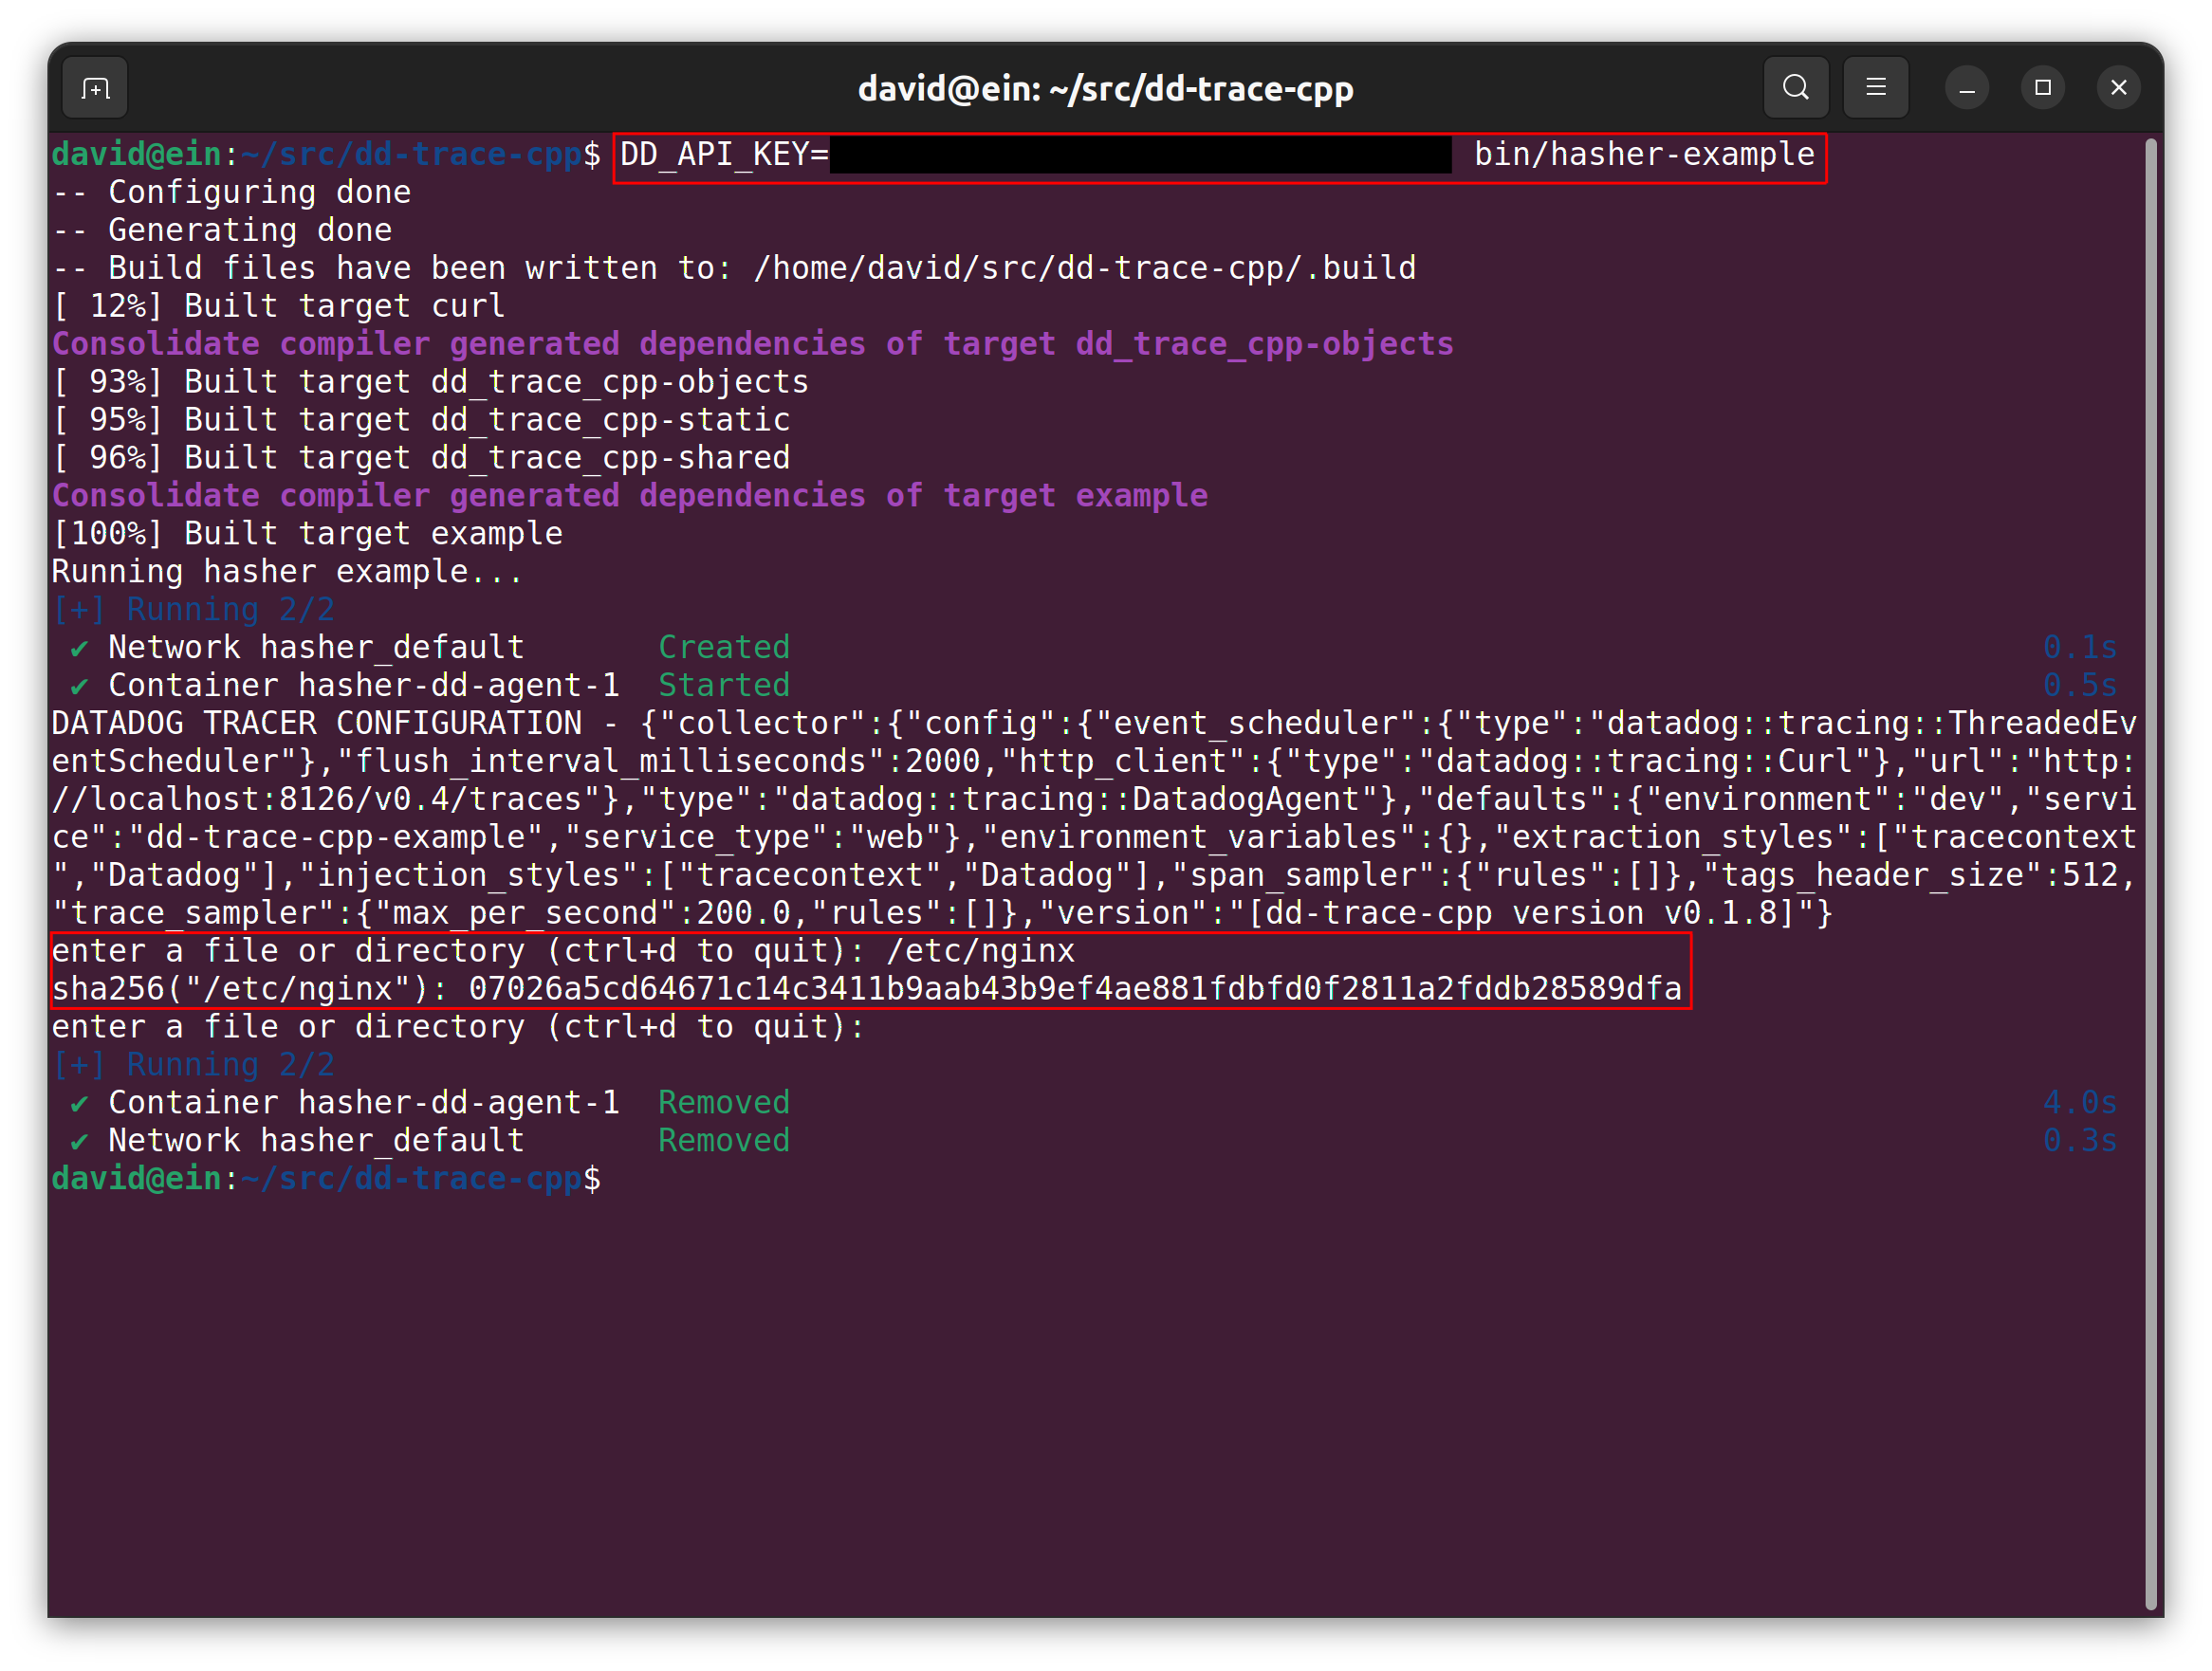 david@ein: ~/src/dd-trace-cpp
david@ein:~/src/dd-trace-cpp$ DD_API_KEY= bin/hasher-example
-- Configuring done
-- Generating done
-- Build files have been written to: /home/david/src/dd-trace-cpp/.build
[ 12%] Built target curl
Consolidate compiler generated dependencies of target dd_trace_cpp-objects
[ 93%] Built target dd_trace_cpp-objects
[ 95%] Built target dd_trace_cpp-static
[ 96%] Built target dd_trace_cpp-shared
Consolidate compiler generated dependencies of target example
[100%] Built target example
Running hasher example...
[+] Running 2/2
✔ Network hasher_default Created 0.1s
✔ Container hasher-dd-agent-1 Started 0.5s
DATADOG TRACER CONFIGURATION - {"collector":{"config":{"event_scheduler":{"type":"datadog::tracing::ThreadedEv
entScheduler"},"flush_interval_milliseconds":2000,"http_client":{"type":"datadog::tracing::Curl"},"url":"http:
//localhost:8126/v0.4/traces"},"type":"datadog::tracing::DatadogAgent"},"defaults":{"environment":"dev","servi
ce":"dd-trace-cpp-example","service_type":"web"},"environment_variables":{},"extraction_styles":["tracecontext
","Datadog"],"injection_styles":["tracecontext","Datadog"],"span_sampler":{"rules":[]},"tags_header_size":512,
"trace_sampler":{"max_per_second":200.0,"rules":[]},"version":"[dd-trace-cpp version v0.1.8]"}
enter a file or directory (ctrl+d to quit): /etc/nginx
sha256("/etc/nginx"): 07026a5cd64671c14c3411b9aab43b9ef4ae881fdbfd0f2811a2fddb28589dfa
enter a file or directory (ctrl+d to quit):
[+] Running 2/2
✔ Container hasher-dd-agent-1 Removed 4.0s
✔ Network hasher_default Removed 0.3s
david@ein:~/src/dd-trace-cpp$